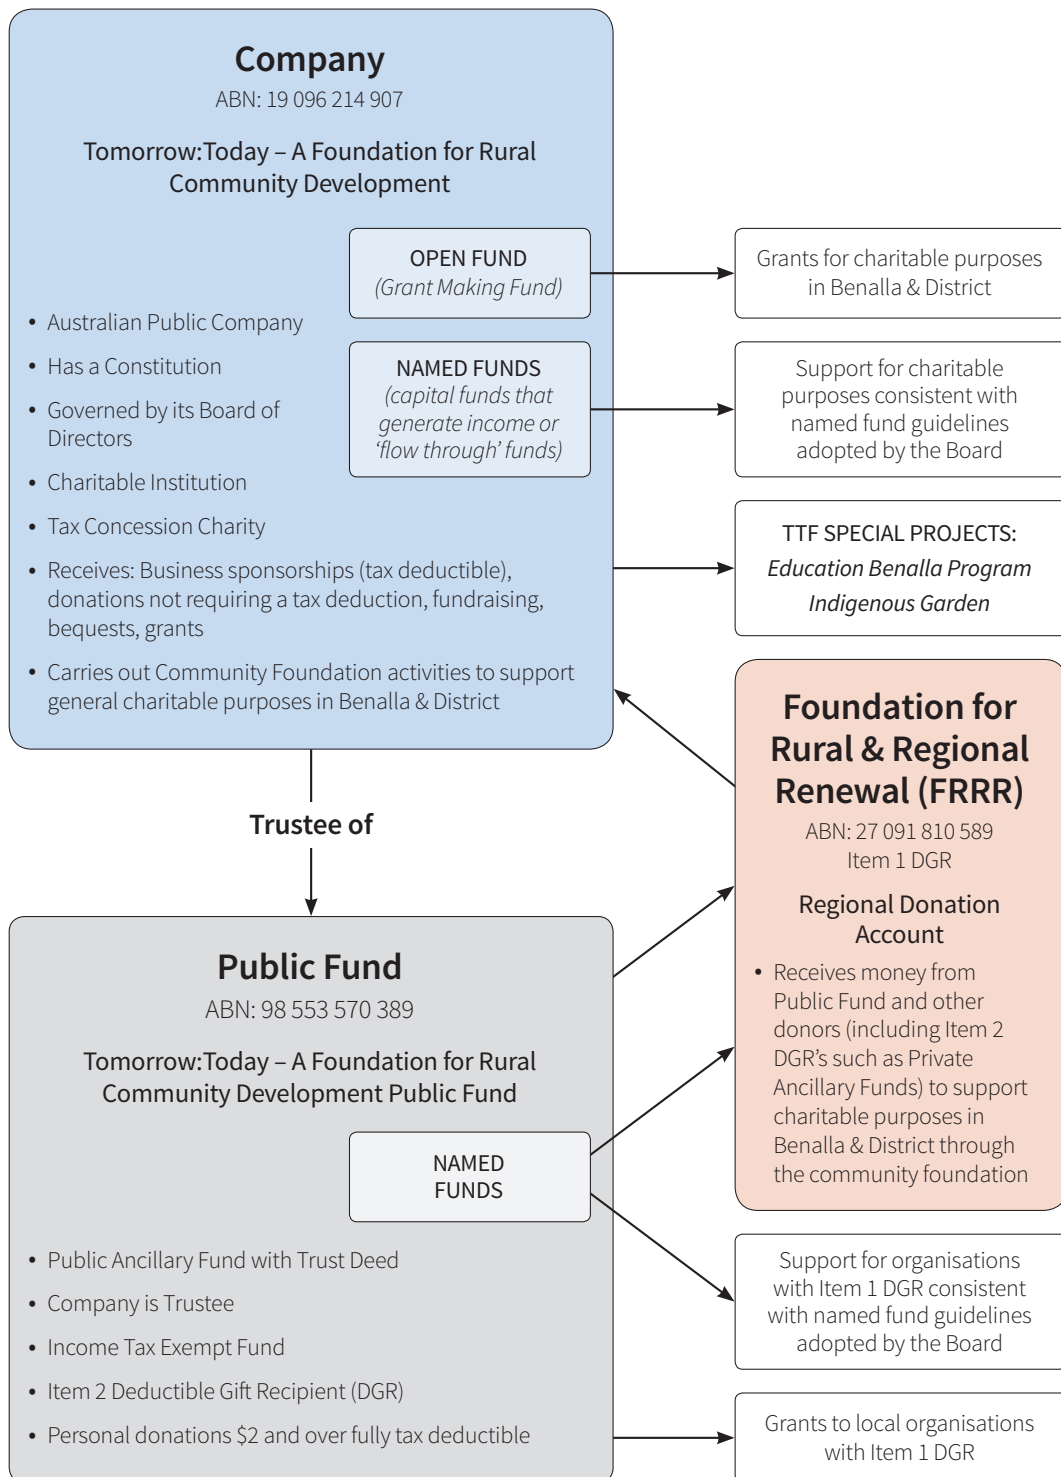 Company
ABN: 19 096 214 907
Tomorrow:Today – A Foundation for Rural
Community Development
OPEN FUND
(Grant Making Fund)
Grants for charitable purposes
in Benalla & District
NAMED FUNDS
(capital funds that
generate income or
‘flow through’ funds)
Support for charitable
purposes consistent with
named fund guidelines
adopted by the Board
• Australian Public Company
• Has a Constitution
• Governed by its Board of
Directors
• Charitable Institution
• Tax Concession Charity
• Receives: Business sponsorships (tax deductible),
donations not requiring a tax deduction, fundraising,
bequests, grants
• Carries out Community Foundation activities to support
general charitable purposes in Benalla & District
TTF SPECIAL PROJECTS:
Education Benalla Program
Indigenous Garden
Trustee of
Foundation for
Rural & Regional
Renewal (FRRR)
ABN: 27 091 810 589
Item 1 DGR
Regional Donation
Account
• Receives money from
Public Fund and other
donors (including Item 2
DGR’s such as Private
Ancillary Funds) to support
charitable purposes in
Benalla & District through
the community foundation
Public Fund
ABN: 98 553 570 389
Tomorrow:Today – A Foundation for Rural
Community Development Public Fund
NAMED
FUNDS
• Public Ancillary Fund with Trust Deed
• Company is Trustee
• Income Tax Exempt Fund
• Item 2 Deductible Gift Recipient (DGR)
• Personal donations $2 and over fully tax deductible
Support for organisations
with Item 1 DGR consistent
with named fund guidelines
adopted by the Board
Grants to local organisations
with Item 1 DGR